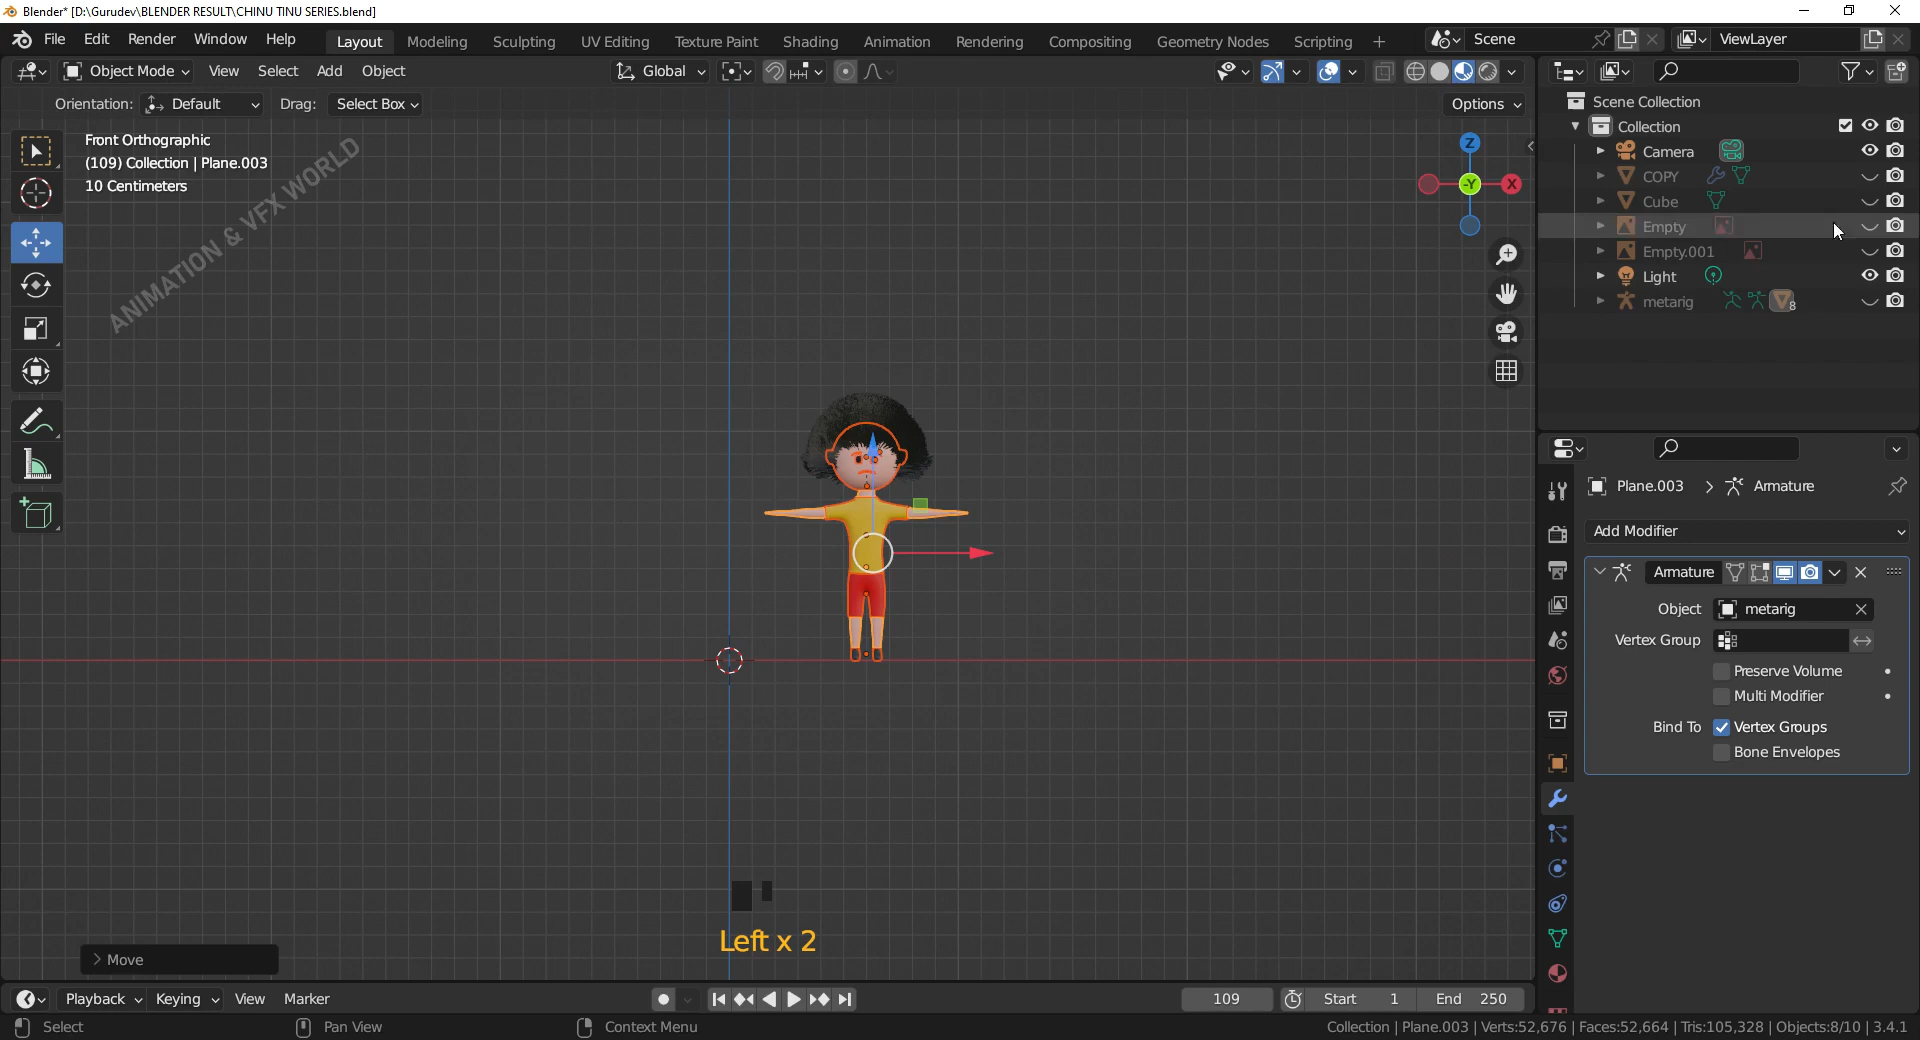 Blender* [D:\Gurudev\BLENDER RESULT\CHINU TINU SERIES.blend]
File Edit Render Window Help Layout Modeling Sculpting UV Editing Texture Paint Shading Animation Rendering Compositing Geometry Nodes Scripting + Scene ViewLayer
Object Mode View Select Add Object Global
Orientation: Default Drag: Select Box Options
Front Orthographic
(109) Collection | Plane.003
10 Centimeters
ANIMATION & VFX WORLD
Z
-Y X
Scene Collection
Collection
Camera
COPY
Cube
Empty
Empty.001
Light
metarig 8
Plane.003 > Armature
Add Modifier
Armature
Object metarig
Vertex Group
Preserve Volume
Multi Modifier
Bind To Vertex Groups
Bone Envelopes
Left x 2
> Move
Playback Keying View Marker 109 Start 1 End 250
Select Pan View Context Menu Collection | Plane.003 | Verts:52,676 | Faces:52,664 | Tris:105,328 | Objects:8/10 | 3.4.1